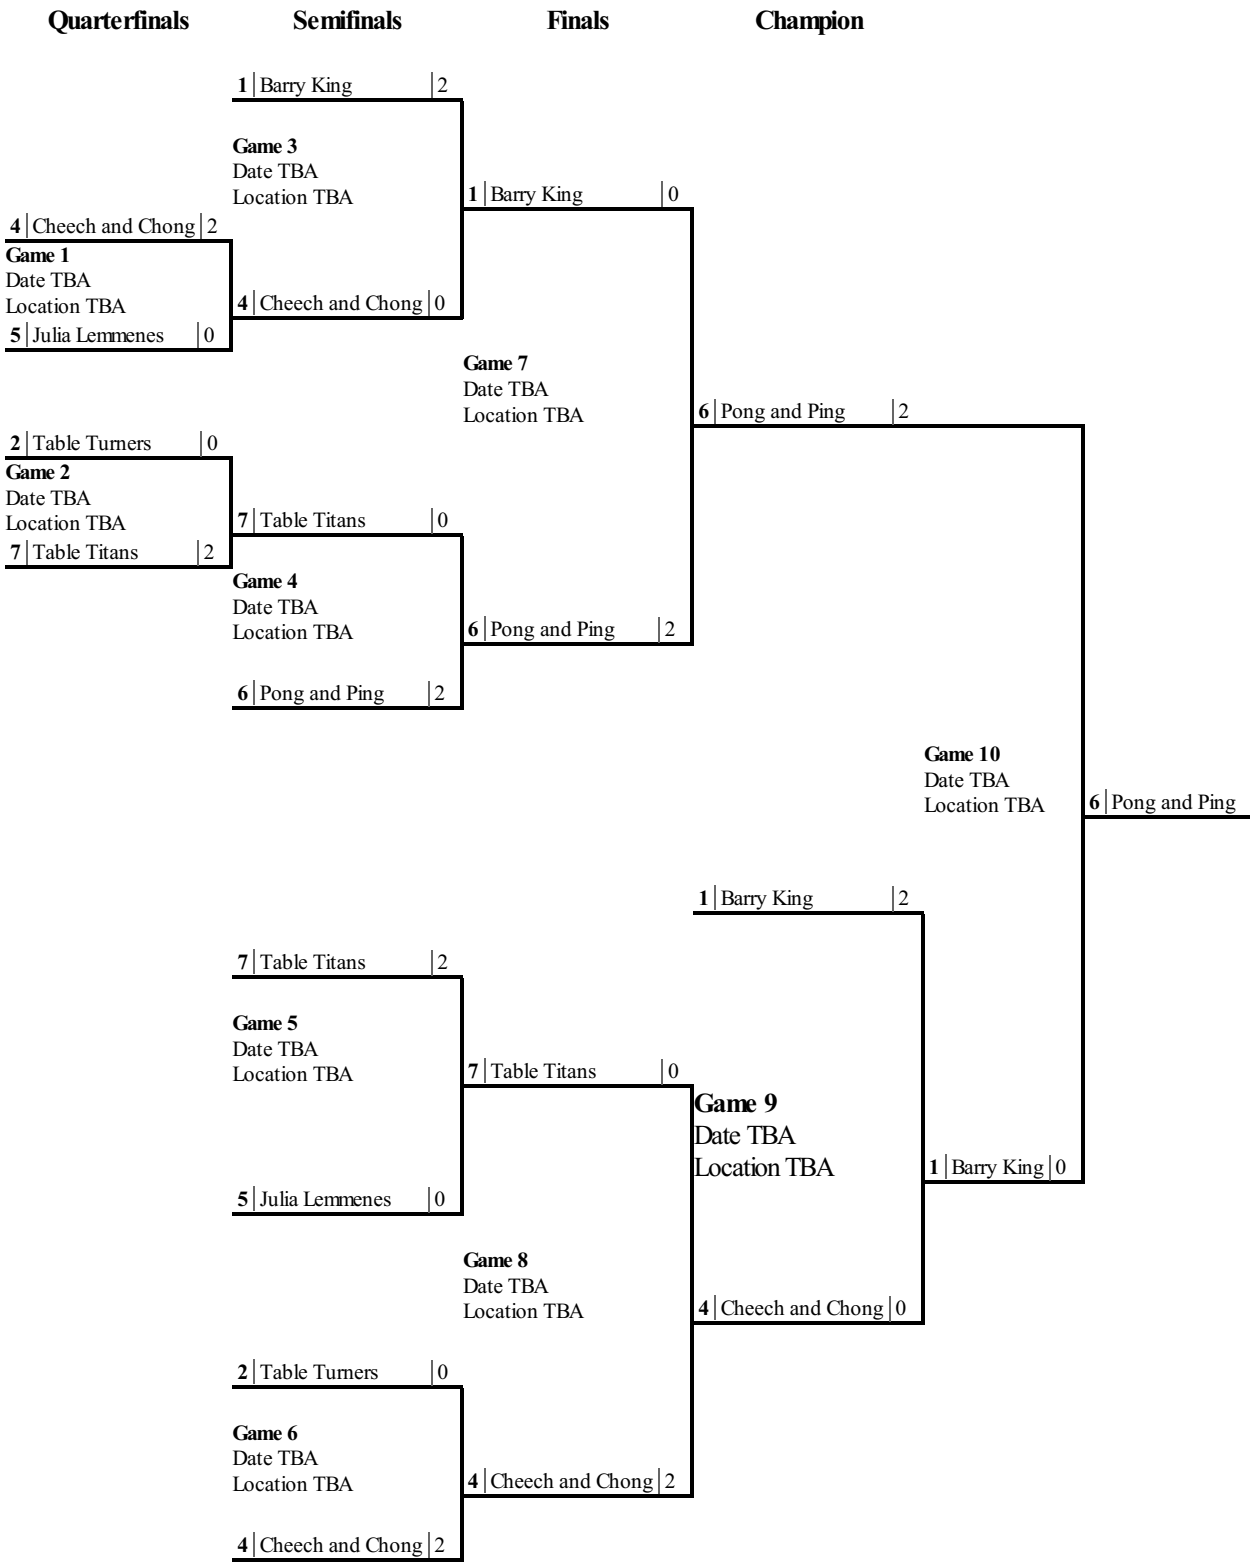 Quarterfinals Semifinals Finals Champion
1 Barry King 2
Game 3
Date TBA
Location TBA
1 Barry King 0
4 Cheech and Chong 2
Game 1
Date TBA
Location TBA
4 Cheech and Chong 0
5 Julia Lemmenes 0
Game 7
Date TBA
Location TBA
6 Pong and Ping 2
2 Table Turners 0
Game 2
Date TBA
Location TBA
7 Table Titans 0
7 Table Titans 2
Game 4
Date TBA
Location TBA
6 Pong and Ping 2
6 Pong and Ping 2
Game 10
Date TBA
Location TBA
6 Pong and Ping
1 Barry King 2
7 Table Titans 2
Game 5
Date TBA
Location TBA
7 Table Titans 0
Game 9
Date TBA
Location TBA
1 Barry King 0
5 Julia Lemmenes 0
Game 8
Date TBA
Location TBA
4 Cheech and Chong 0
2 Table Turners 0
Game 6
Date TBA
Location TBA
4 Cheech and Chong 2
4 Cheech and Chong 2